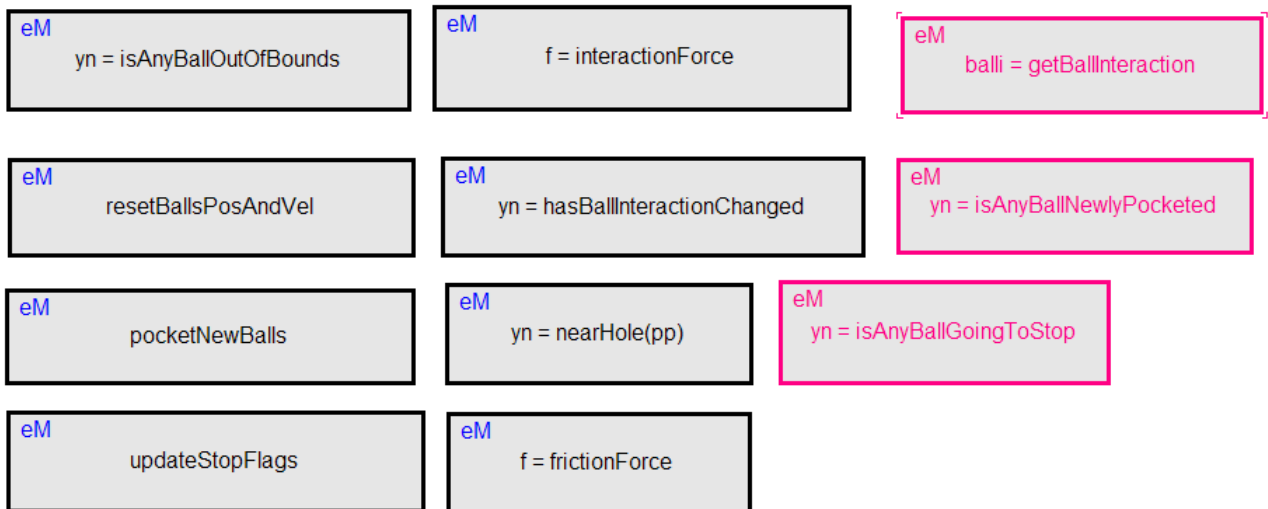 eM
yn = isAnyBallOutOfBounds
eM
f = interactionForce
eM
balli = getBallInteraction
eM
resetBallsPosAndVel
eM
yn = hasBallInteractionChanged
eM
yn = isAnyBallNewlyPocketed
eM
pocketNewBalls
eM
yn = nearHole(pp)
eM
yn = isAnyBallGoingToStop
eM
updateStopFlags
eM
f = frictionForce